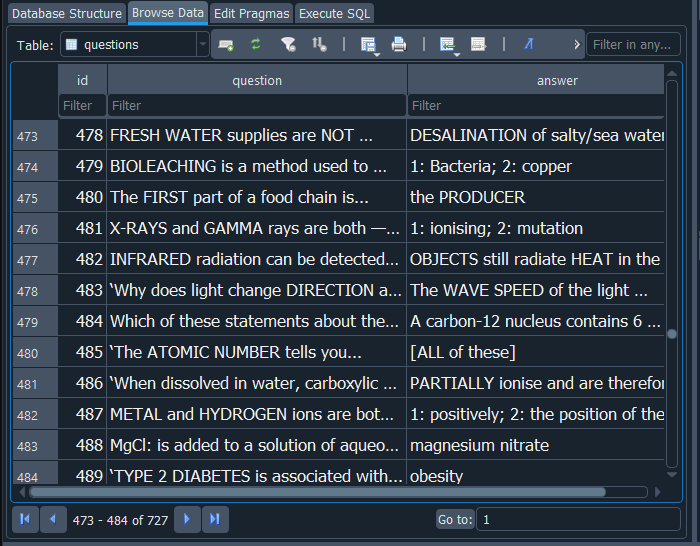 Database Structure Browse Data Edit Pragmas Execute SQL
Table: questions Filter in any...
id question answer
Filter Filter Filter
473 478 FRESH WATER supplies are NOT ... DESALINATION of salty/sea water
474 479 BIOLEACHING is a method used to ... 1: Bacteria; 2: copper
475 480 The FIRST part of a food chain is... the PRODUCER
476 481 X-RAYS and GAMMA rays are both —... 1: ionising; 2: mutation
477 482 INFRARED radiation can be detected... OBJECTS still radiate HEAT in the
478 483 ‘Why does light change DIRECTION a... The WAVE SPEED of the light ...
479 484 Which of these statements about the... A carbon-12 nucleus contains 6 ...
480 485 ‘The ATOMIC NUMBER tells you... [ALL of these]
481 486 ‘When dissolved in water, carboxylic ... PARTIALLY ionise and are therefor
482 487 METAL and HYDROGEN ions are bot... 1: positively; 2: the position of the
483 488 MgCl: is added to a solution of aqueo... magnesium nitrate
484 489 ‘TYPE 2 DIABETES is associated with... obesity
473 - 484 of 727 Go to: 1